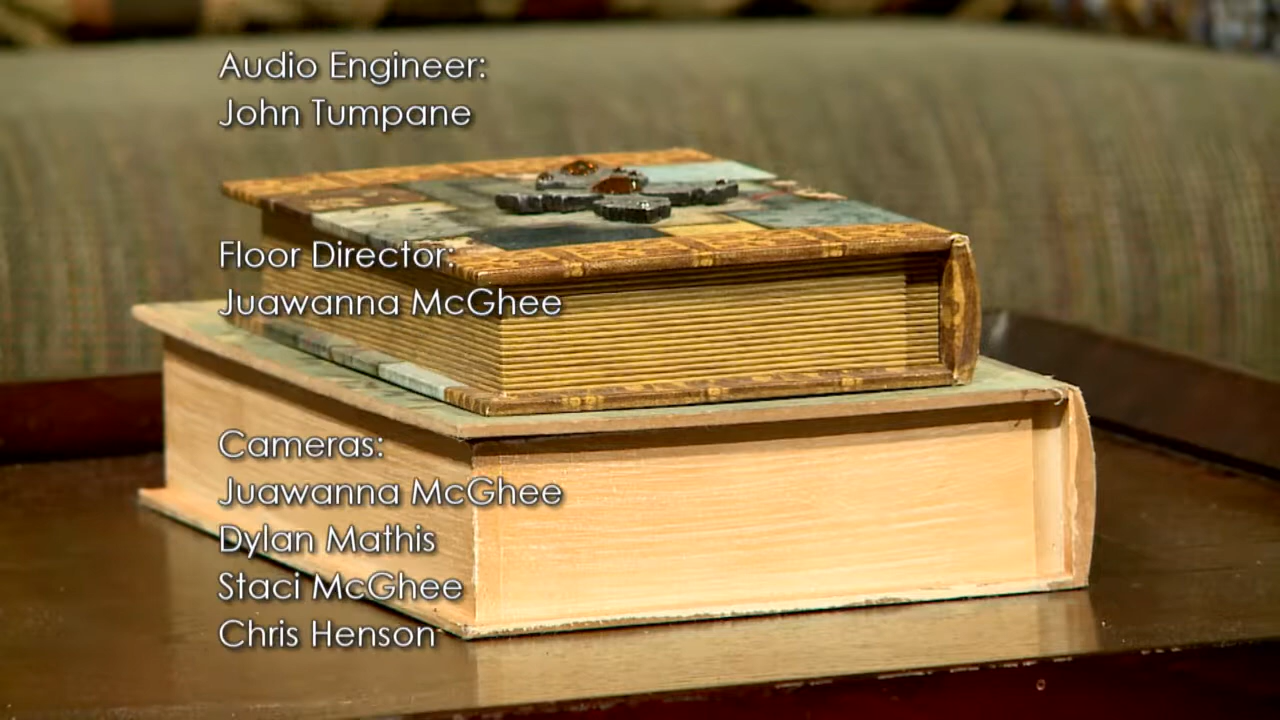 Audio Engineer:
John Tumpane
Floor Director:
Juawanna McGhee
Cameras:
Juawanna McGhee
Dylan Mathis
Staci McGhee
Chris Henson